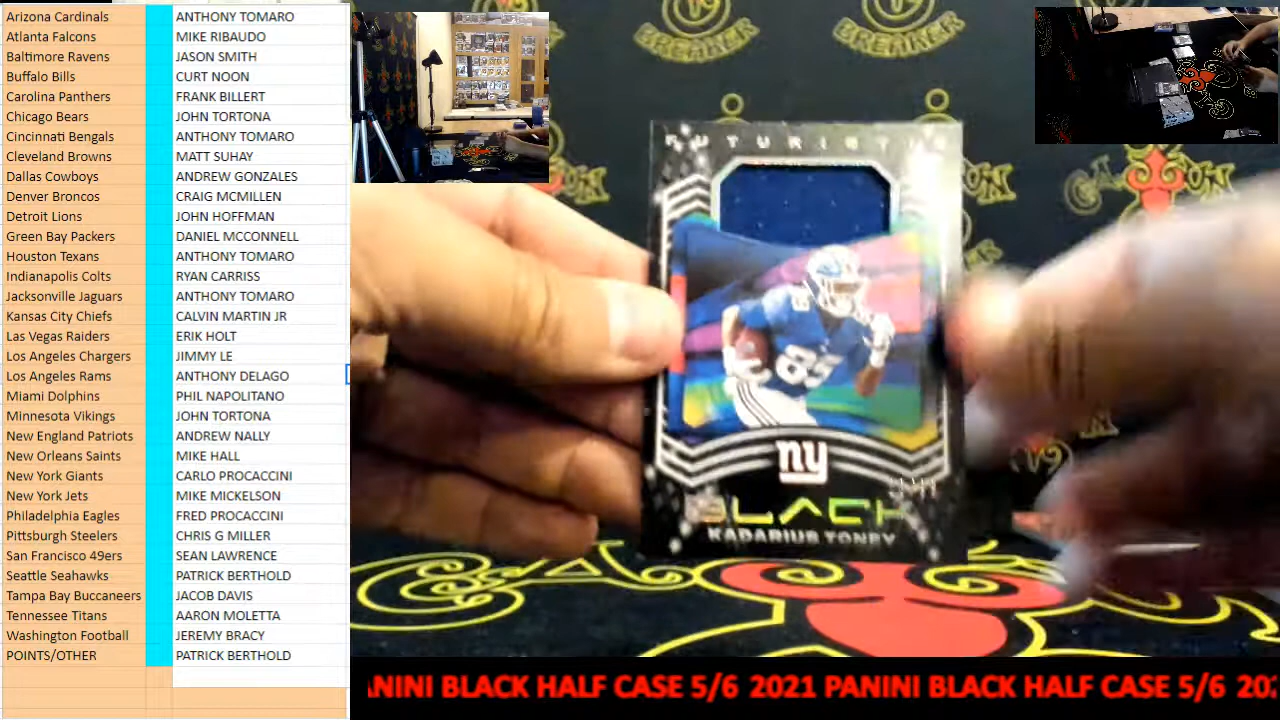 Arizona Cardinals ANTHONY TOMARO
Atlanta Falcons MIKE RIBAUDO
Baltimore Ravens JASON SMITH
Buffalo Bills CURT NOON
Carolina Panthers FRANK BILLERT
Chicago Bears JOHN TORTONA
Cincinnati Bengals ANTHONY TOMARO
Cleveland Browns MATT SUHAY
Dallas Cowboys ANDREW GONZALES
Denver Broncos CRAIG MCMILLEN
Detroit Lions JOHN HOFFMAN
Green Bay Packers DANIEL MCCONNELL
Houston Texans ANTHONY TOMARO
Indianapolis Colts RYAN CARRISS
Jacksonville Jaguars ANTHONY TOMARO
Kansas City Chiefs CALVIN MARTIN JR
Las Vegas Raiders ERIK HOLT
Los Angeles Chargers JIMMY LE
Los Angeles Rams ANTHONY DELAGO
Miami Dolphins PHIL NAPOLITANO
Minnesota Vikings JOHN TORTONA
New England Patriots ANDREW NALLY
New Orleans Saints MIKE HALL
New York Giants CARLO PROCACCINI
New York Jets MIKE MICKELSON
Philadelphia Eagles FRED PROCACCINI
Pittsburgh Steelers CHRIS G MILLER
San Francisco 49ers SEAN LAWRENCE
Seattle Seahawks PATRICK BERTHOLD
Tampa Bay Buccaneers JACOB DAVIS
Tennessee Titans AARON MOLETTA
Washington Football JEREMY BRACY
POINTS/OTHER PATRICK BERTHOLD
89
ny
BLACK
KADARIUS TONEY
ANINI BLACK HALF CASE 5/6 2021 PANINI BLACK HALF CASE 5/6 202